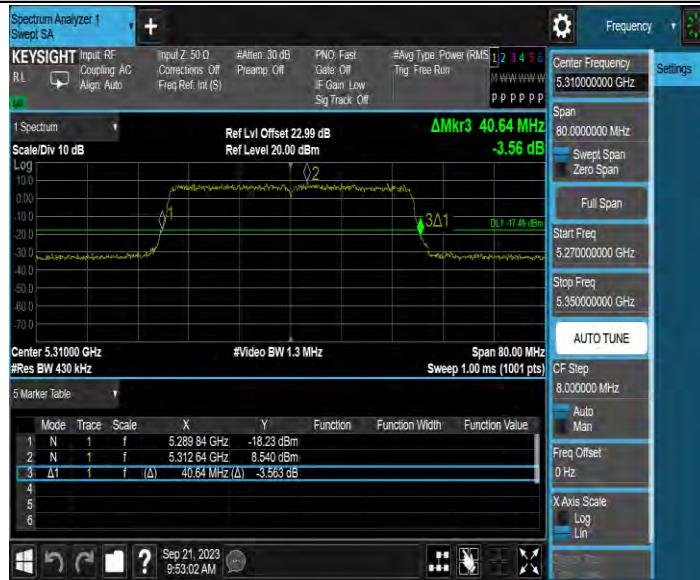 Spectrum Analyzer 1
Swept SA
+
Frequency
KEYSIGHT Input: RF
RL
Coupling: AC
Align: Auto
Input Z: 50 Ω
Corrections: Off
Freq Ref: Int (S)
#Atten: 30 dB
Preamp: Off
PNO: Fast
Gate: Off
IF Gain: Low
Sig Track: Off
#Avg Type: Power (RMS
Trig: Free Run
1 2 3 4 5 6
M W W W W W
P P P P P P
Center Frequency
5.310000000 GHz
Settings
Span
80.0000000 MHz
Swept Span
Zero Span
Full Span
Start Freq
5.270000000 GHz
Stop Freq
5.350000000 GHz
AUTO TUNE
CF Step
8.000000 MHz
Auto
Man
Freq Offset
0 Hz
X Axis Scale
Log
Lin
1 Spectrum
Scale/Div 10 dB
Ref Lvl Offset 22.99 dB
Ref Level 20.00 dBm
ΔMkr3 40.64 MHz
-3.56 dB
Log
10.0
0.00
-10.0
-20.0
-30.0
-40.0
-50.0
-60.0
-70.0
1
2
3Δ1
DL1 -17.46 dBm
Center 5.31000 GHz
#Res BW 430 kHz
#Video BW 1.3 MHz
Span 80.00 MHz
Sweep 1.00 ms (1001 pts)
5 Marker Table
Mode Trace Scale X Y Function Function Width Function Value
1 N 1 f 5.289 84 GHz -18.23 dBm
2 N 1 f 5.312 64 GHz 8.540 dBm
3 Δ1 1 f (Δ) 40.64 MHz (Δ) -3.563 dB
4
5
6
?
Sep 21, 2023
9:53:02 AM